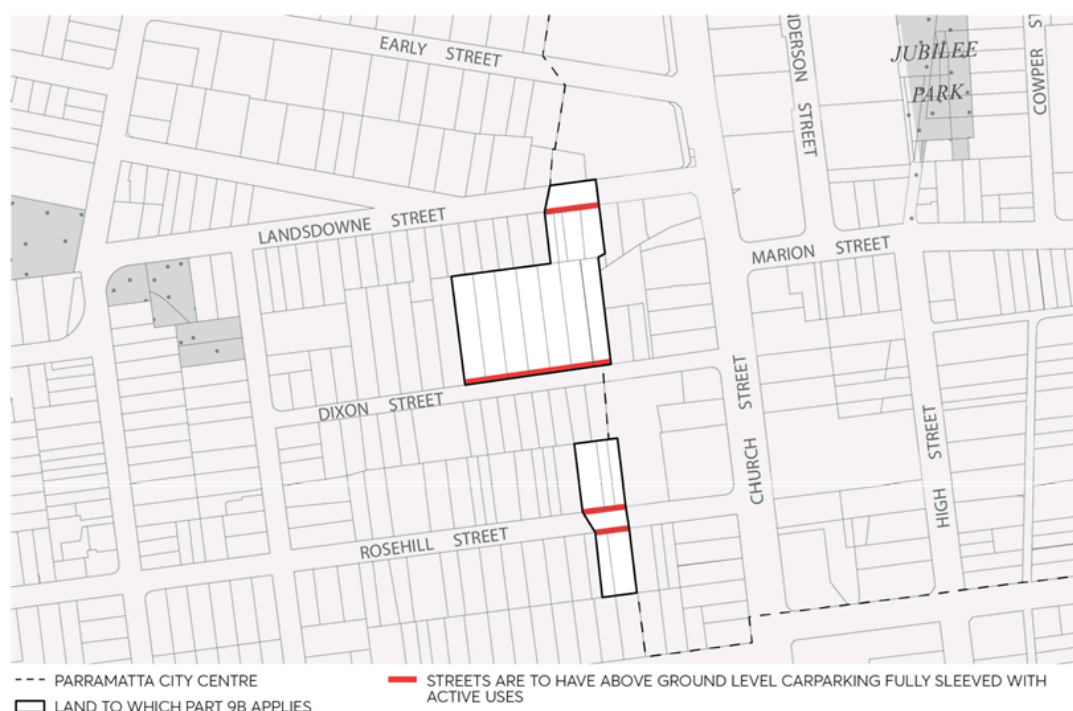 EARLY STREET
ANDERSON STREET
JUBILEE
PARK
COWPER ST
LANDSDOWNE STREET
MARION STREET
DIXON STREET
CHURCH STREET
HIGH STREET
ROSEHILL STREET
PARRAMATTA CITY CENTRE
STREETS ARE TO HAVE ABOVE GROUND LEVEL CARPARKING FULLY SLEEVED WITH
ACTIVE USES
LAND TO WHICH PART 9B APPLIES